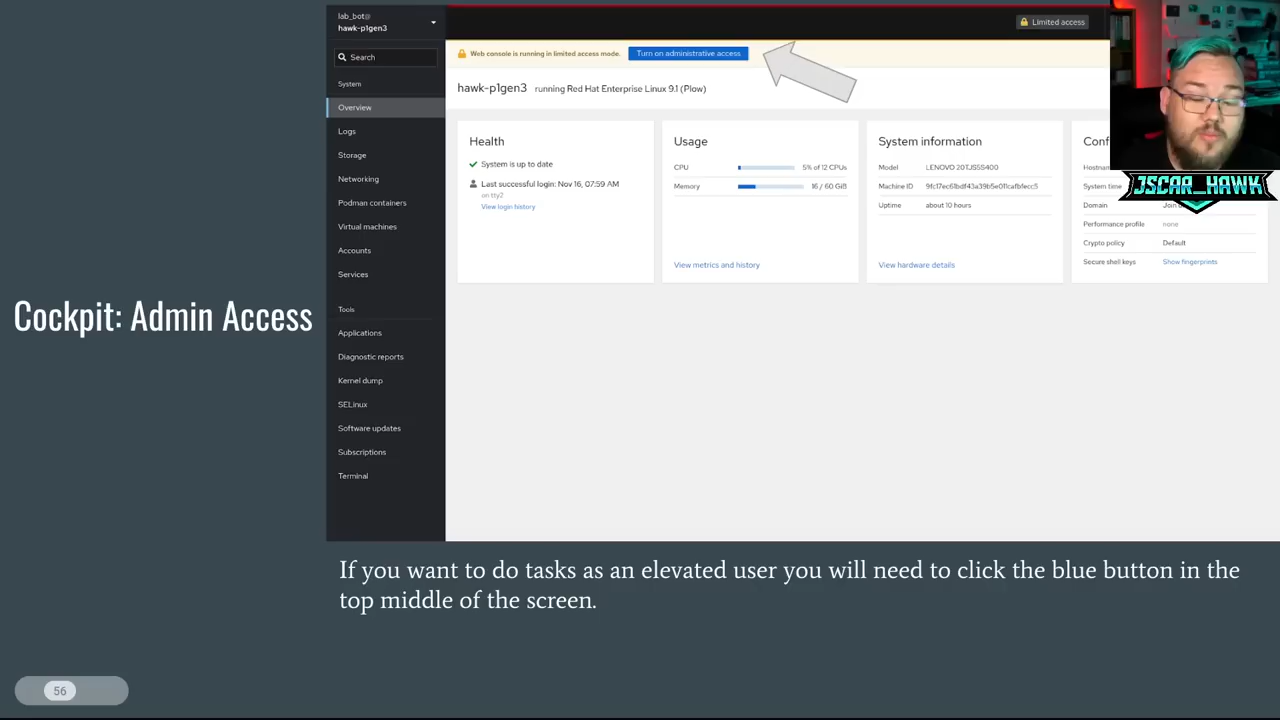 lab_bot@
hawk-p1gen3
Limited access
Search
Web console is running in limited access mode.
Turn on administrative access
System
hawk-p1gen3
running Red Hat Enterprise Linux 9.1 (Plow)
Overview
Logs
Storage
Networking
Podman containers
Virtual machines
Accounts
Services
Tools
Applications
Diagnostic reports
Kernel dump
SELinux
Software updates
Subscriptions
Terminal
Health
System is up to date
Last successful login: Nov 16, 07:59 AM
on tty2
View login history
Usage
CPU 5% of 12 CPUs
Memory 16 / 60 GiB
View metrics and history
System information
Model LENOVO 20TJS5S400
Machine ID
Uptime about 10 hours
View hardware details
Conf
Hostna
System time
Domain Join
Performance profile none
Crypto policy Default
Secure shell keys Show fingerprints
JSCAR_HAWK
Cockpit: Admin Access
If you want to do tasks as an elevated user you will need to click the blue button in the
top middle of the screen.
56